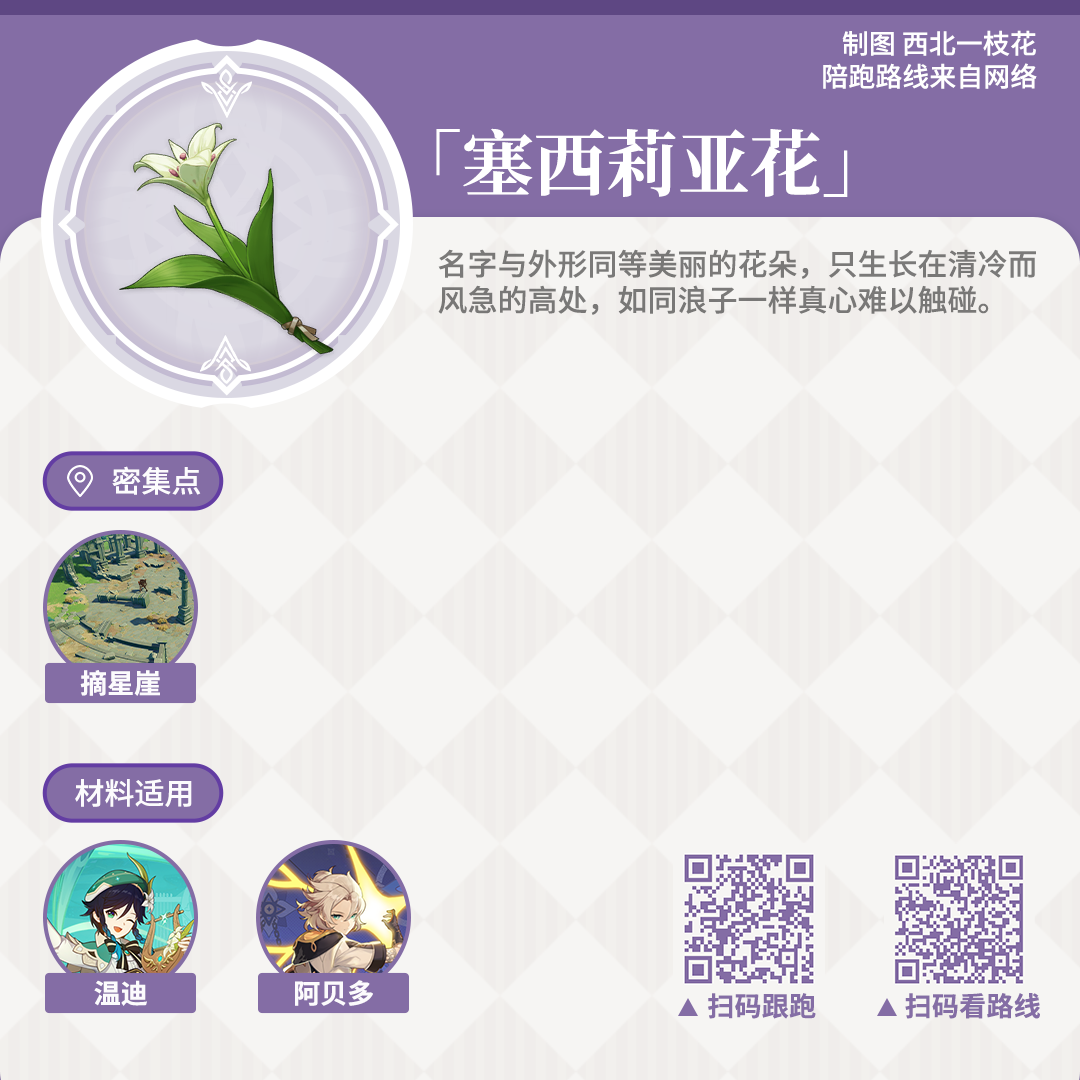 制图 西北一枝花
陪跑路线来自网络
「塞西莉亚花」
名字与外形同等美丽的花朵，只生长在清冷而
风急的高处，如同浪子一样真心难以触碰。
密集点
摘星崖
材料适用
温迪
阿贝多
▲ 扫码跟跑
▲ 扫码看路线